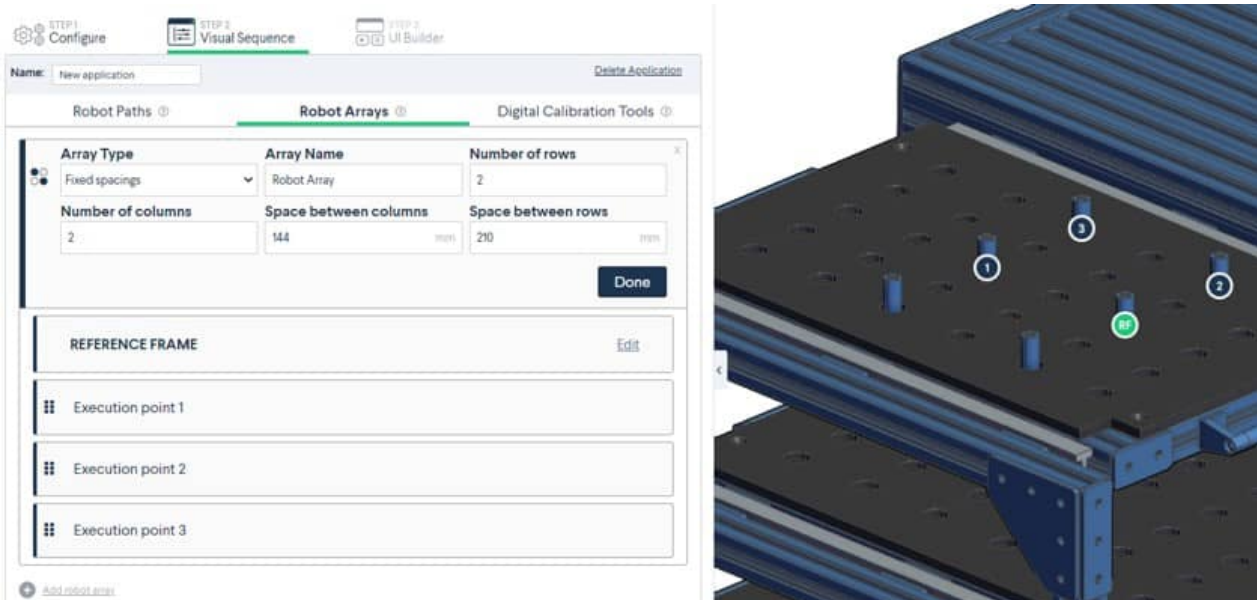 STEP 1
Configure
STEP 2
Visual Sequence
STEP 3
UI Builder
Name: New application
Delete Application
Robot Paths ?
Robot Arrays ?
Digital Calibration Tools ?
Array Type
Array Name
Number of rows
x
Fixed spacings
Robot Array
2
Number of columns
Space between columns
Space between rows
2
144 mm
210 mm
Done
REFERENCE FRAME
Edit
Execution point 1
Execution point 2
Execution point 3
Add robot array
3
1
2
RF